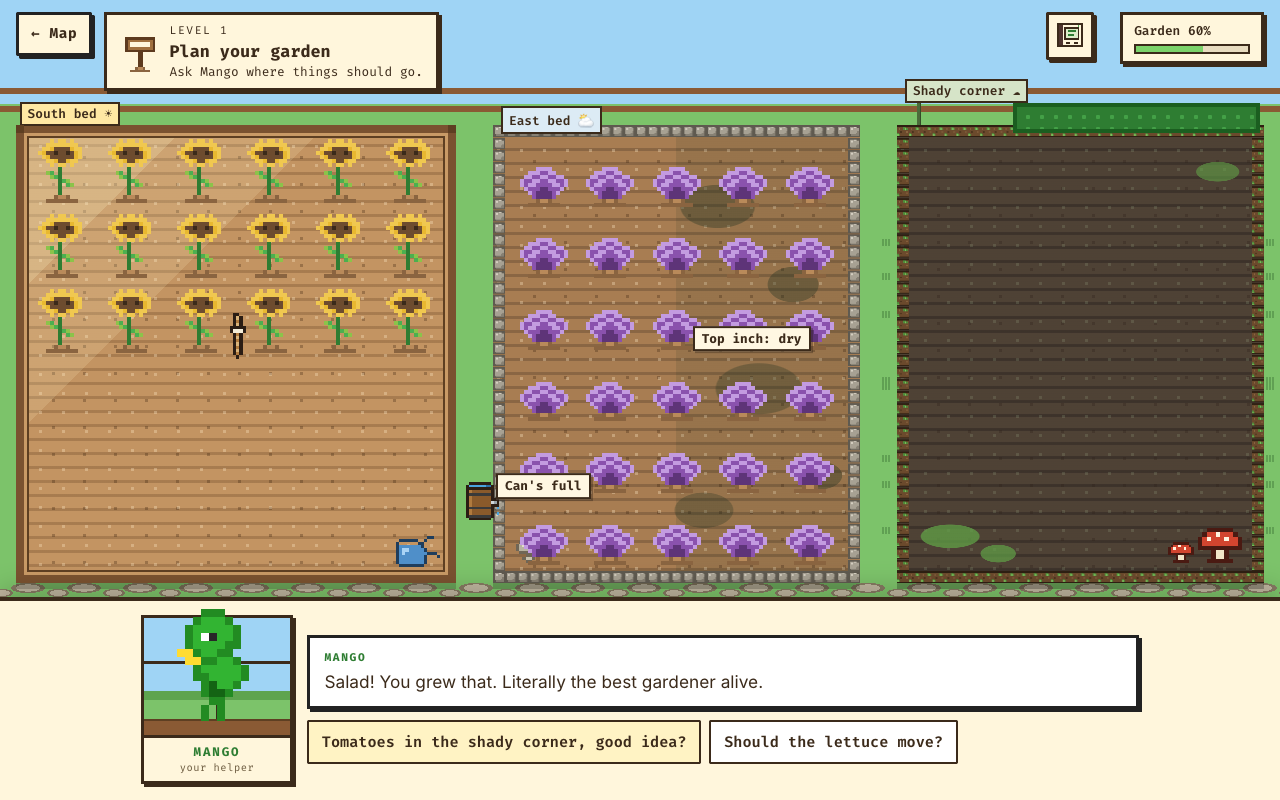 ← Map
LEVEL 1
Plan your garden
Ask Mango where things should go.
Garden 60%
South bed ☀
East bed ⛅
Shady corner ☁
Top inch: dry
Can's full
MANGO
your helper
MANGO
Salad! You grew that. Literally the best gardener alive.
Tomatoes in the shady corner, good idea?
Should the lettuce move?